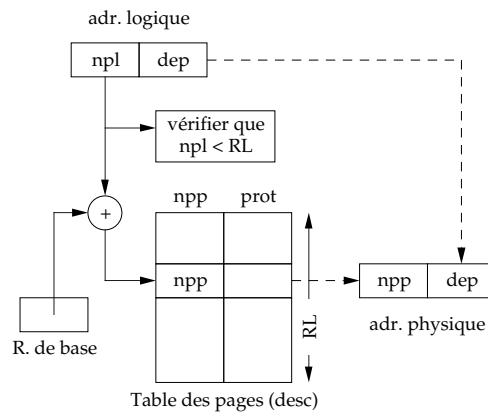 adr. logique
npl dep
vérifier que
npl < RL
npp prot
+
npp
npp dep
RL
adr. physique
R. de base
Table des pages (desc)